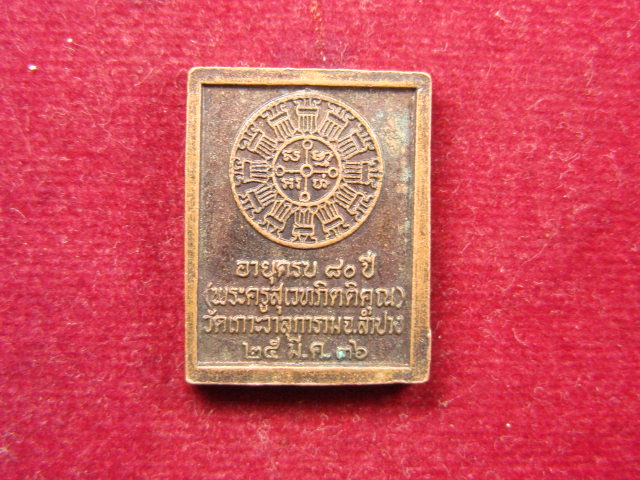 อายุครบ ๘๐ ปี
(พระครูสุเวทกิตติคุณ)
วัดเกาะวาลุการาม จ.ลำปาง
๒๕ มี.ค. ๓๖